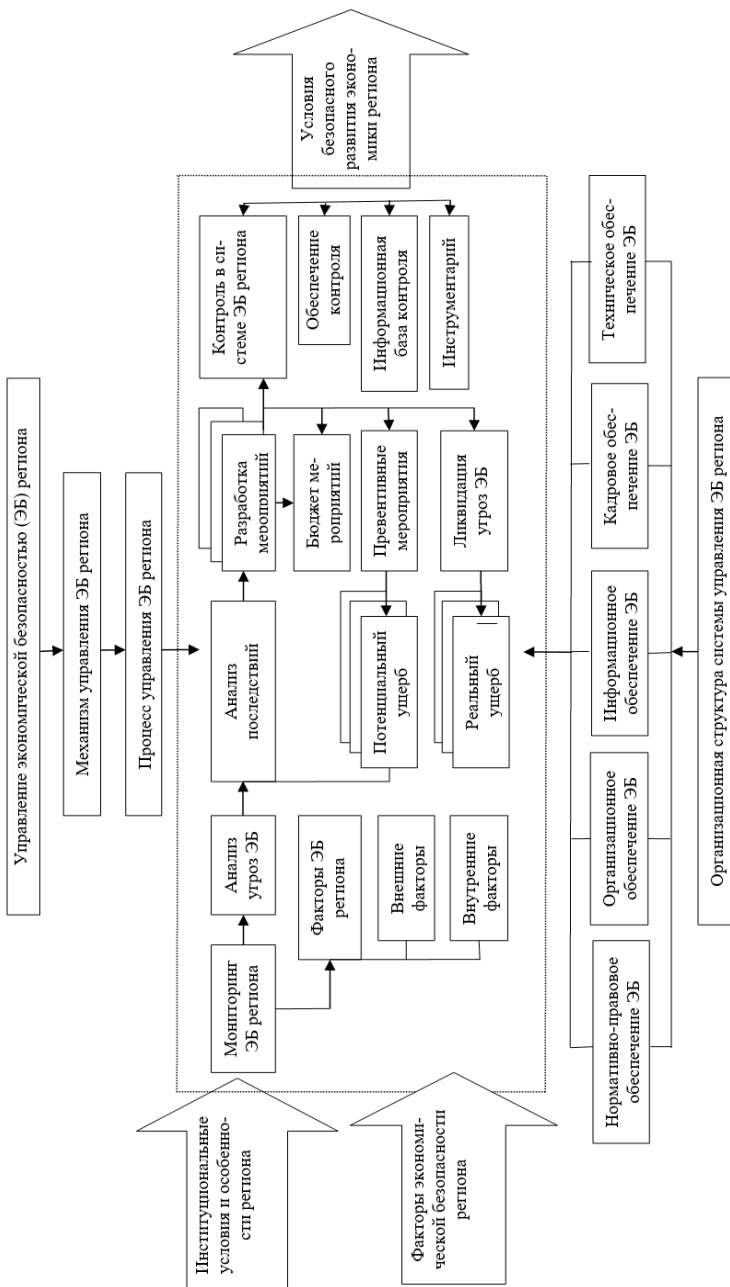 Управление экономической безопасностью (ЭБ) региона
Механизм управления ЭБ региона
Процесс управления ЭБ региона
Институциональные
условия и особенно-
сти региона
Факторы экономи-
ческой безопасности
региона
Мониторинг
ЭБ региона
Анализ
угроз ЭБ
Анализ
последствий
Разработка
мероприятий
Контроль в си-
стеме ЭБ региона
Факторы ЭБ
региона
Внешние
факторы
Внутренние
факторы
Потенциальный
ущерб
Реальный
ущерб
Бюджет ме-
роприятий
Превентивные
мероприятия
Ликвидация
угроз ЭБ
Обеспечение
контроля
Информационная
база контроля
Инструментарий
Условия
безопасного
развития эконо-
мики региона
Нормативно-правовое
обеспечение ЭБ
Организационное
обеспечение ЭБ
Информационное
обеспечение ЭБ
Кадровое обес-
печение ЭБ
Техническое обес-
печение ЭБ
Организационная структура системы управления ЭБ региона